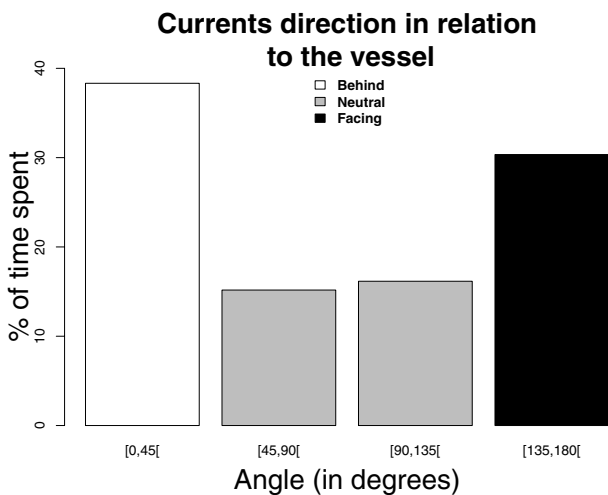 Currents direction in relation
to the vessel
Behind
Neutral
Facing
% of time spent
40
30
20
10
0
[0,45[
[45,90[
[90,135[
[135,180[
Angle (in degrees)